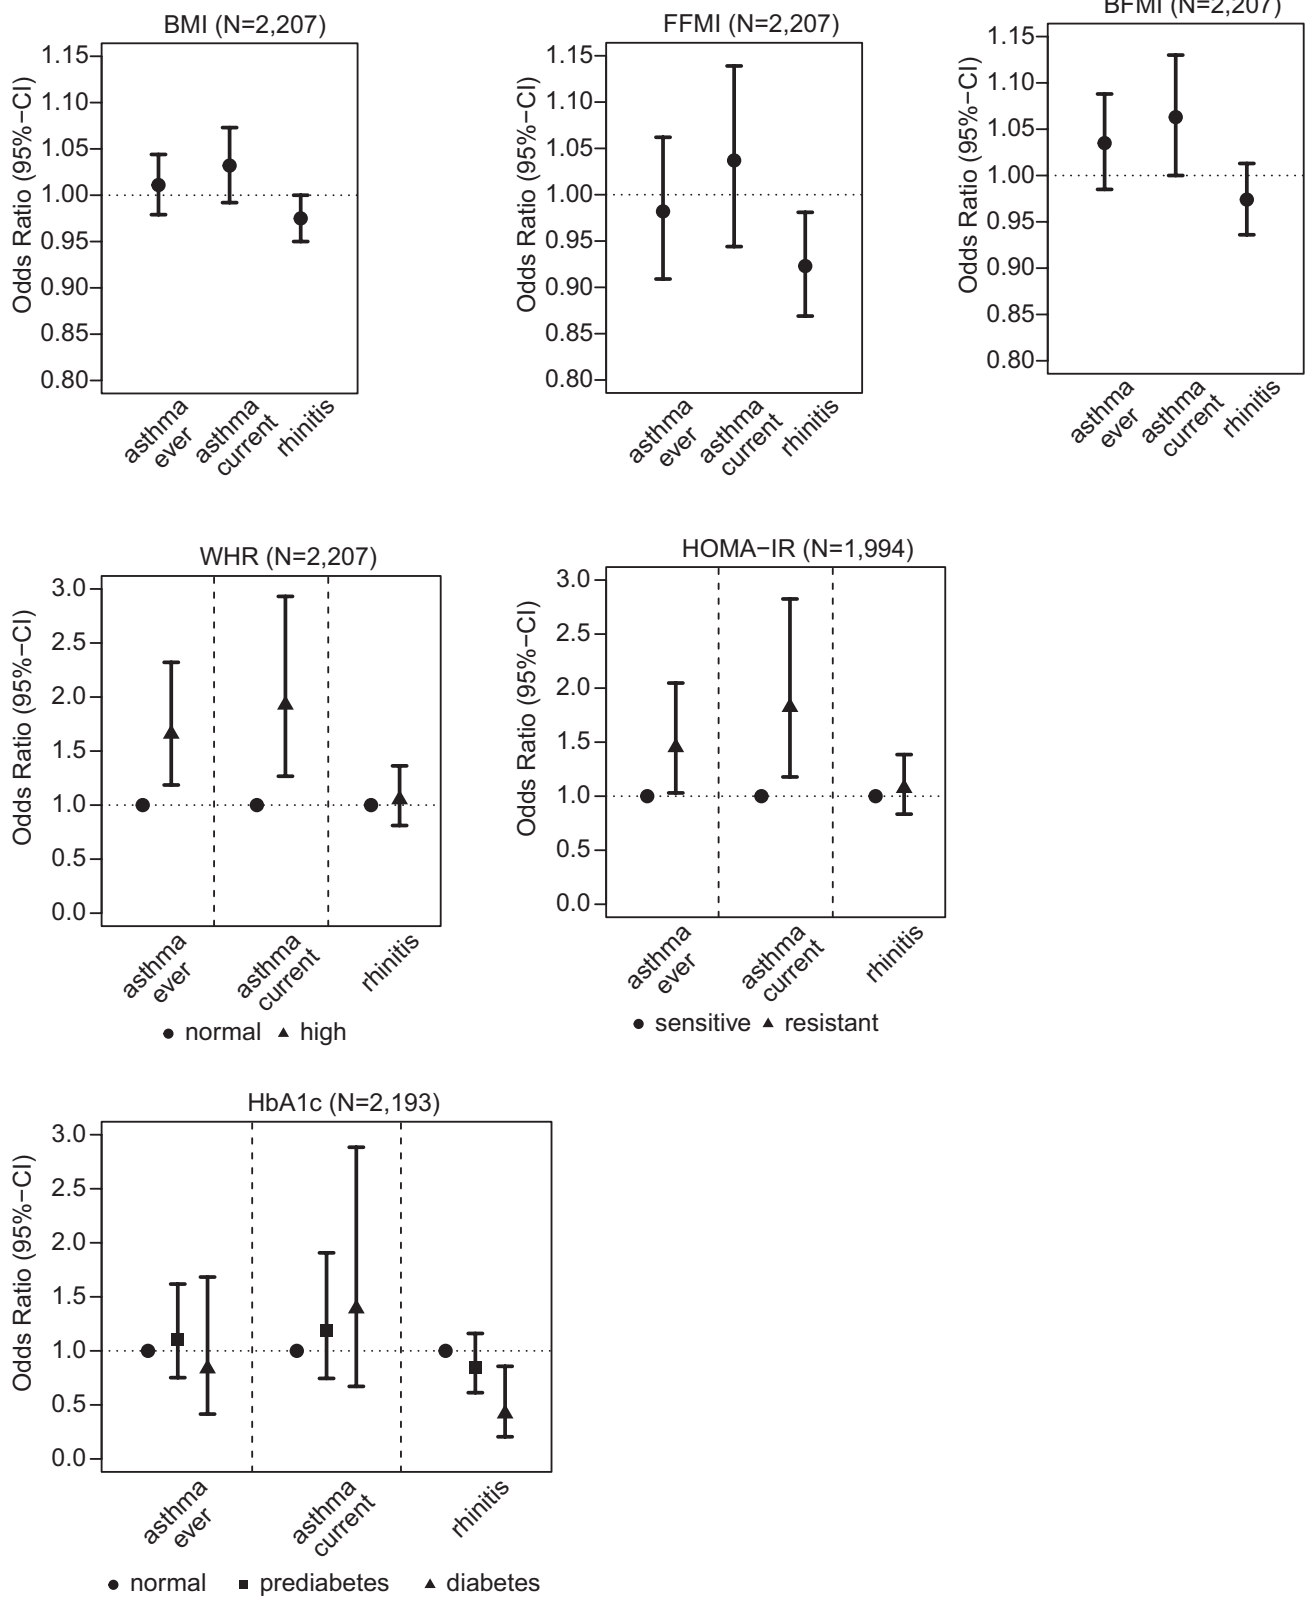 BMI (N=2,207)
Odds Ratio (95%−CI)
1.15
1.10
1.05
1.00
0.95
0.90
0.85
0.80
asthma
ever
asthma
current
rhinitis
FFMI (N=2,207)
Odds Ratio (95%−CI)
1.15
1.10
1.05
1.00
0.95
0.90
0.85
0.80
asthma
ever
asthma
current
rhinitis
BFMI (N=2,207)
Odds Ratio (95%−CI)
1.15
1.10
1.05
1.00
0.95
0.90
0.85
0.80
asthma
ever
asthma
current
rhinitis
WHR (N=2,207)
Odds Ratio (95%−CI)
3.0
2.5
2.0
1.5
1.0
0.5
0.0
asthma
ever
asthma
current
rhinitis
normal high
HOMA−IR (N=1,994)
Odds Ratio (95%−CI)
3.0
2.5
2.0
1.5
1.0
0.5
0.0
asthma
ever
asthma
current
rhinitis
sensitive resistant
HbA1c (N=2,193)
Odds Ratio (95%−CI)
3.0
2.5
2.0
1.5
1.0
0.5
0.0
asthma
ever
asthma
current
rhinitis
normal prediabetes diabetes